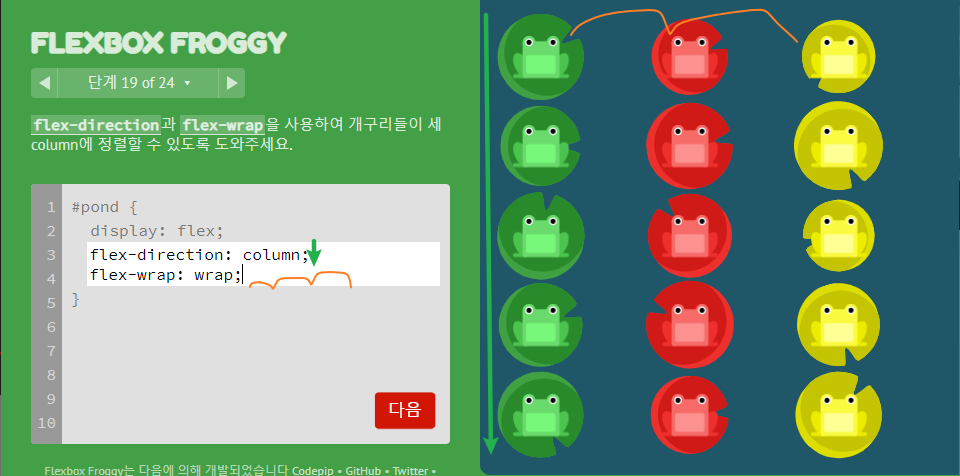 FLEXBOX FROGGY
◀ 단계 19 of 24 ▾ ▶
flex-direction과 flex-wrap을 사용하여 개구리들이 세
column에 정렬할 수 있도록 도와주세요.
1 #pond {
2 display: flex;
3 flex-direction: column;
4 flex-wrap: wrap;
5 }
6
7
8
9
10
다음
Flexbox Froggy는 다음에 의해 개발되었습니다 Codepip • GitHub • Twitter •